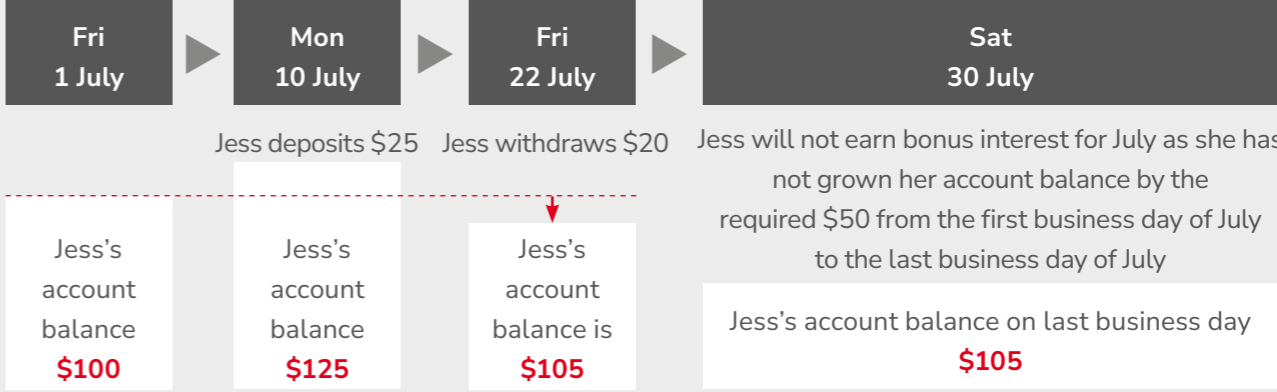 Fri
1 July
Mon
10 July
Fri
22 July
Sat
30 July
Jess deposits $25
Jess withdraws $20
Jess will not earn bonus interest for July as she has
not grown her account balance by the
required $50 from the first business day of July
to the last business day of July
Jess’s
account
balance
$100
Jess’s
account
balance
$125
Jess’s
account
balance is
$105
Jess’s account balance on last business day
$105